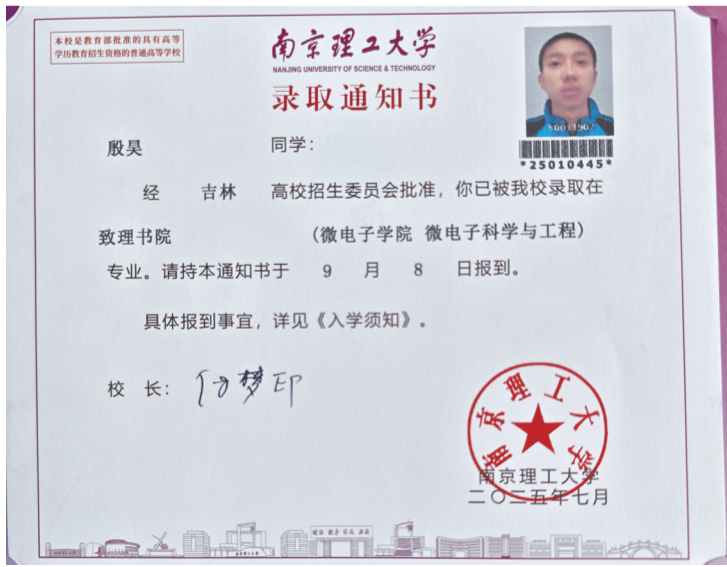 本校是教育部批准的具有高等
学历教育招生资格的普通高等学校
南京理工大学
NANJING UNIVERSITY OF SCIENCE & TECHNOLOGY
录取通知书
*25010445*
殷昊 同学：
经 吉林 高校招生委员会批准，你已被我校录取在
致理书院 （微电子学院 微电子科学与工程）
专业。请持本通知书于 9 月 8 日报到。
具体报到事宜，详见《入学须知》。
校 长： 付梦印
南京理工大学
南京理工大学
二〇二五年七月